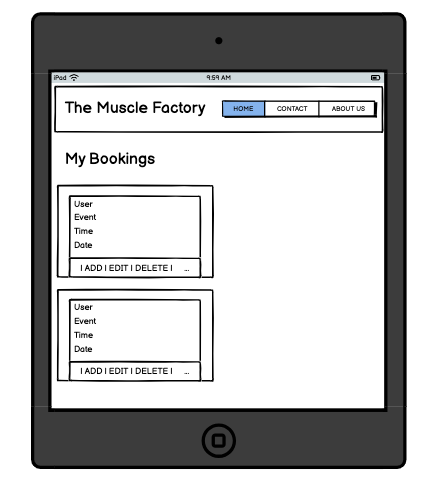 iPad 9:59 AM
The Muscle Factory HOME CONTACT ABOUT US
My Bookings
User
Event
Time
Date
| ADD | EDIT | DELETE | ...
User
Event
Time
Date
| ADD | EDIT | DELETE | ...